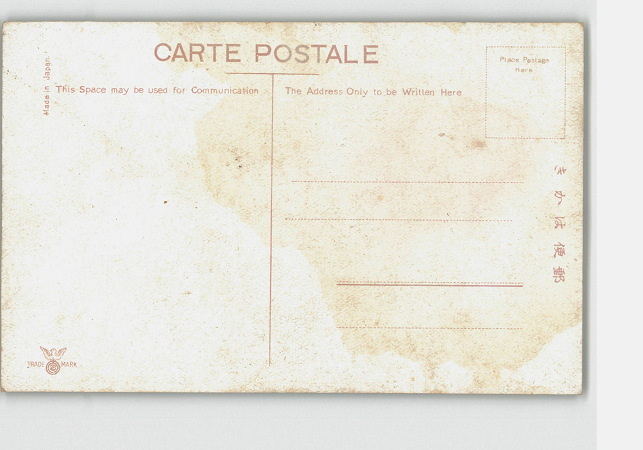 CARTE POSTALE
Made in Japan.
This Space may be used for Communication
The Address Only to be Written Here
Place Postage
Here
きかは便郵
TRADE MARK